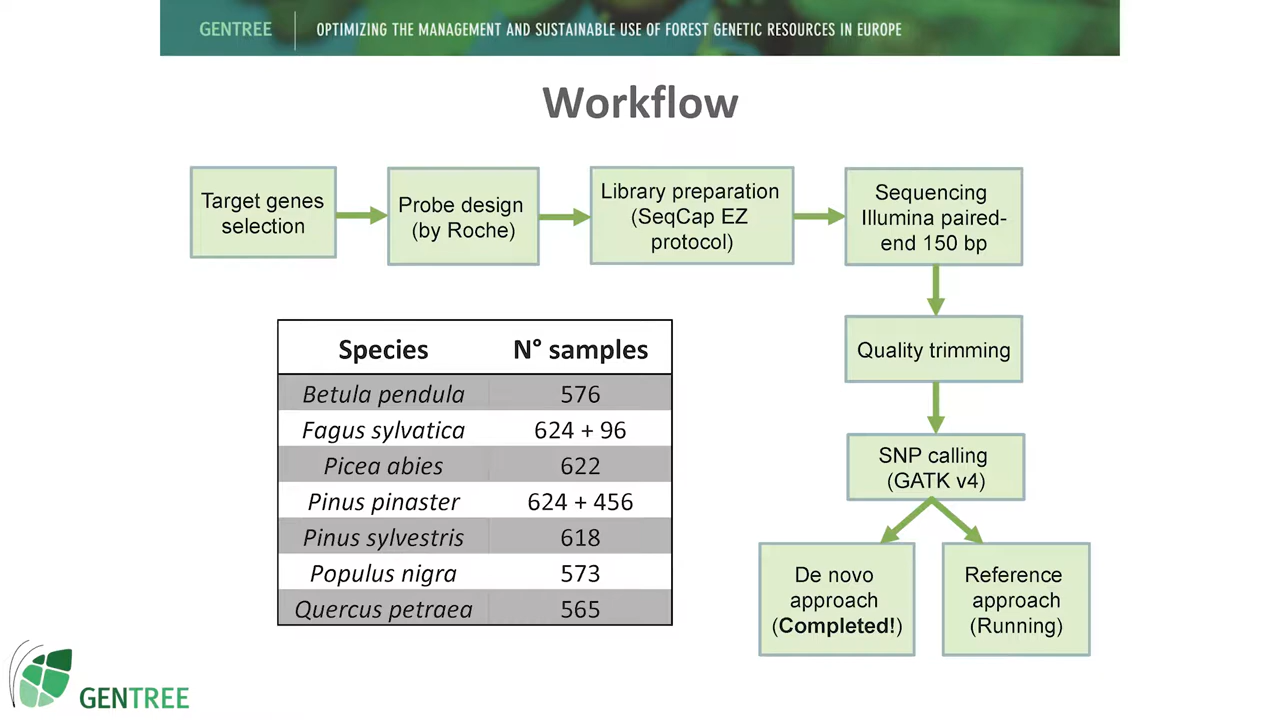 GENTREE
OPTIMIZING THE MANAGEMENT AND SUSTAINABLE USE OF FOREST GENETIC RESOURCES IN EUROPE
Workflow
Target genes
selection
Probe design
(by Roche)
Library preparation
(SeqCap EZ
protocol)
Sequencing
Illumina paired-
end 150 bp
Quality trimming
SNP calling
(GATK v4)
De novo
approach
(Completed!)
Reference
approach
(Running)
Species N° samples
Betula pendula 576
Fagus sylvatica 624 + 96
Picea abies 622
Pinus pinaster 624 + 456
Pinus sylvestris 618
Populus nigra 573
Quercus petraea 565
GENTREE